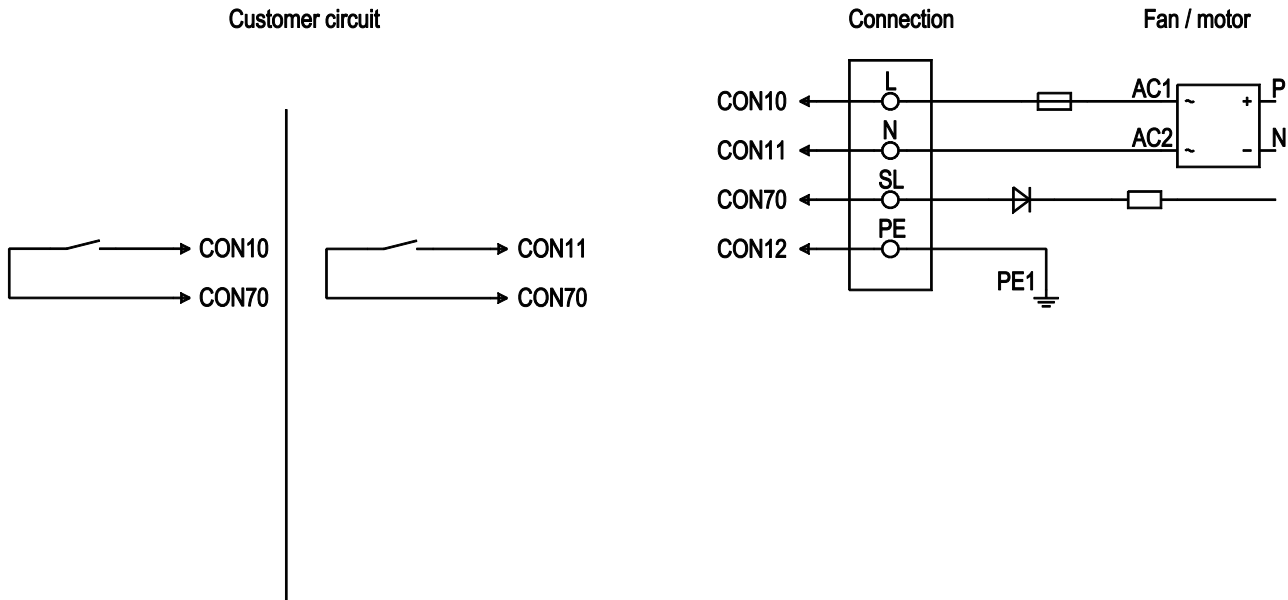 Customer circuit
CON10
CON70
CON11
CON70
Connection
Fan / motor
L
CON10
AC1
~ + P
N
CON11
AC2
~ - N
SL
CON70
PE
CON12
PE1